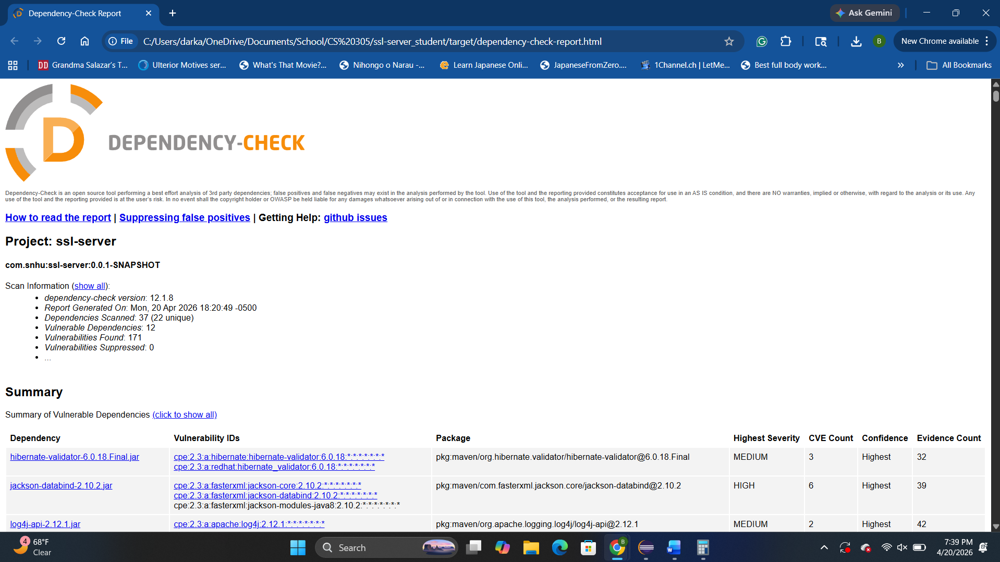 Dependency-Check Report
Ask Gemini
File
C:/Users/darka/OneDrive/Documents/School/CS%20305/ssl-server_student/target/dependency-check-report.html
B
New Chrome available
DD Grandma Salazar's T...
Ulterior Motives ser...
What's That Movie?...
Nihongo o Narau -...
Learn Japanese Onli...
JapaneseFromZero....
1Channel.ch | LetMe...
Best full body work...
All Bookmarks
D
DEPENDENCY-CHECK
Dependency-Check is an open source tool performing a best effort analysis of 3rd party dependencies; false positives and false negatives may exist in the analysis performed by the tool. Use of the tool and the reporting provided constitutes acceptance for use in an AS IS condition, and there are NO warranties, implied or otherwise, with regard to the analysis or its use. Any
use of the tool and the reporting provided is at the user's risk. In no event shall the copyright holder or OWASP be held liable for any damages whatsoever arising out of or in connection with the use of this tool, the analysis performed, or the resulting report.
How to read the report | Suppressing false positives | Getting Help: github issues
Project: ssl-server
com.snhu:ssl-server:0.0.1-SNAPSHOT
Scan Information (show all):
• dependency-check version: 12.1.8
• Report Generated On: Mon, 20 Apr 2026 18:20:49 -0500
• Dependencies Scanned: 37 (22 unique)
• Vulnerable Dependencies: 12
• Vulnerabilities Found: 171
• Vulnerabilities Suppressed: 0
• ...
Summary
Summary of Vulnerable Dependencies (click to show all)
Dependency Vulnerability IDs Package Highest Severity CVE Count Confidence Evidence Count
hibernate-validator-6.0.18.Final.jar cpe:2.3:a:hibernate:hibernate-validator:6.0.18:*:*:*:*:*:*:* pkg:maven/org.hibernate.validator/hibernate-validator@6.0.18.Final MEDIUM 3 Highest 32
cpe:2.3:a:redhat:hibernate_validator:6.0.18:*:*:*:*:*:*:*
jackson-databind-2.10.2.jar cpe:2.3:a:fasterxml:jackson-core:2.10.2:*:*:*:*:*:*:* pkg:maven/com.fasterxml.jackson.core/jackson-databind@2.10.2 HIGH 6 Highest 39
cpe:2.3:a:fasterxml:jackson-databind:2.10.2:*:*:*:*:*:*:*
cpe:2.3:a:fasterxml:jackson-modules-java8:2.10.2:*:*:*:*:*:*:*
log4j-api-2.12.1.jar cpe:2.3:a:apache:log4j:2.12.1:*:*:*:*:*:*:* pkg:maven/org.apache.logging.log4j/log4j-api@2.12.1 MEDIUM 2 Highest 42
4
68°F
Clear
Search
B
W
7:39 PM
4/20/2026